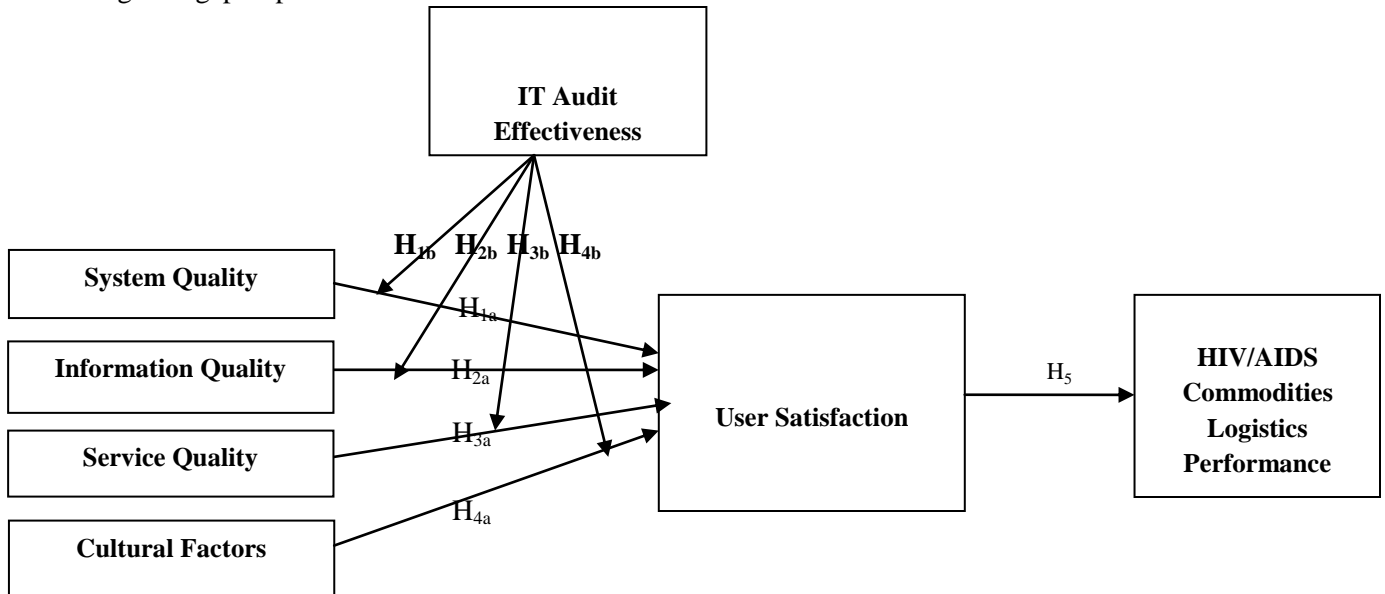 IT Audit
Effectiveness
H1b H2b H3b H4b
System Quality
H1a
Information Quality
H2a
Service Quality
H3a
Cultural Factors
H4a
User Satisfaction
H5
HIV/AIDS
Commodities
Logistics
Performance